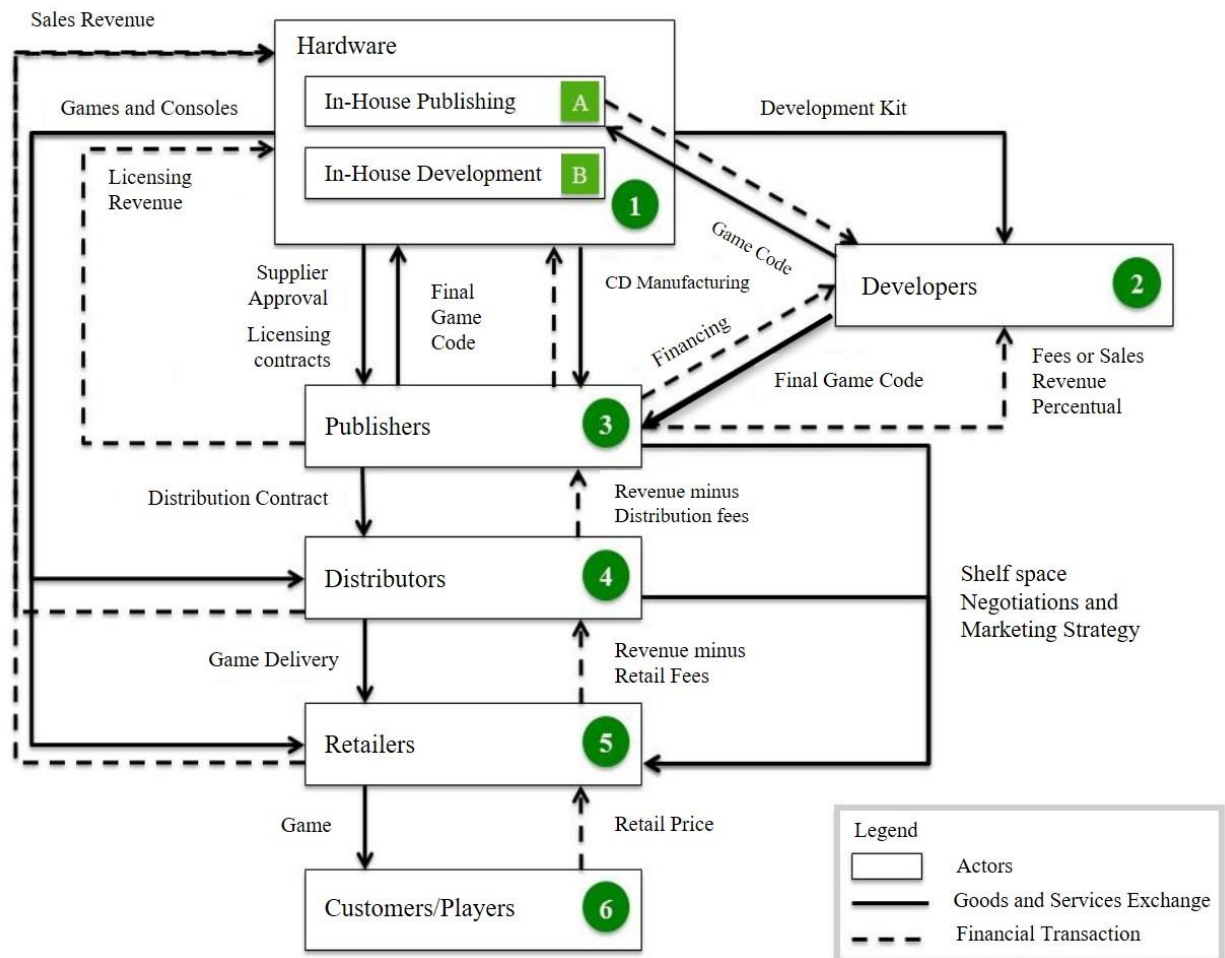 Sales Revenue
Hardware
In-House Publishing
A
Games and Consoles
Development Kit
Licensing
Revenue
In-House Development
B
1
Game Code
Supplier
Approval
Licensing
contracts
Final
Game
Code
CD Manufacturing
Developers
2
Financing
Final Game Code
Fees or Sales
Revenue
Percentual
Publishers
3
Distribution Contract
Revenue minus
Distribution fees
Distributors
4
Shelf space
Negotiations and
Marketing Strategy
Game Delivery
Revenue minus
Retail Fees
Retailers
5
Game
Retail Price
Customers/Players
6
Legend
Actors
Goods and Services Exchange
Financial Transaction